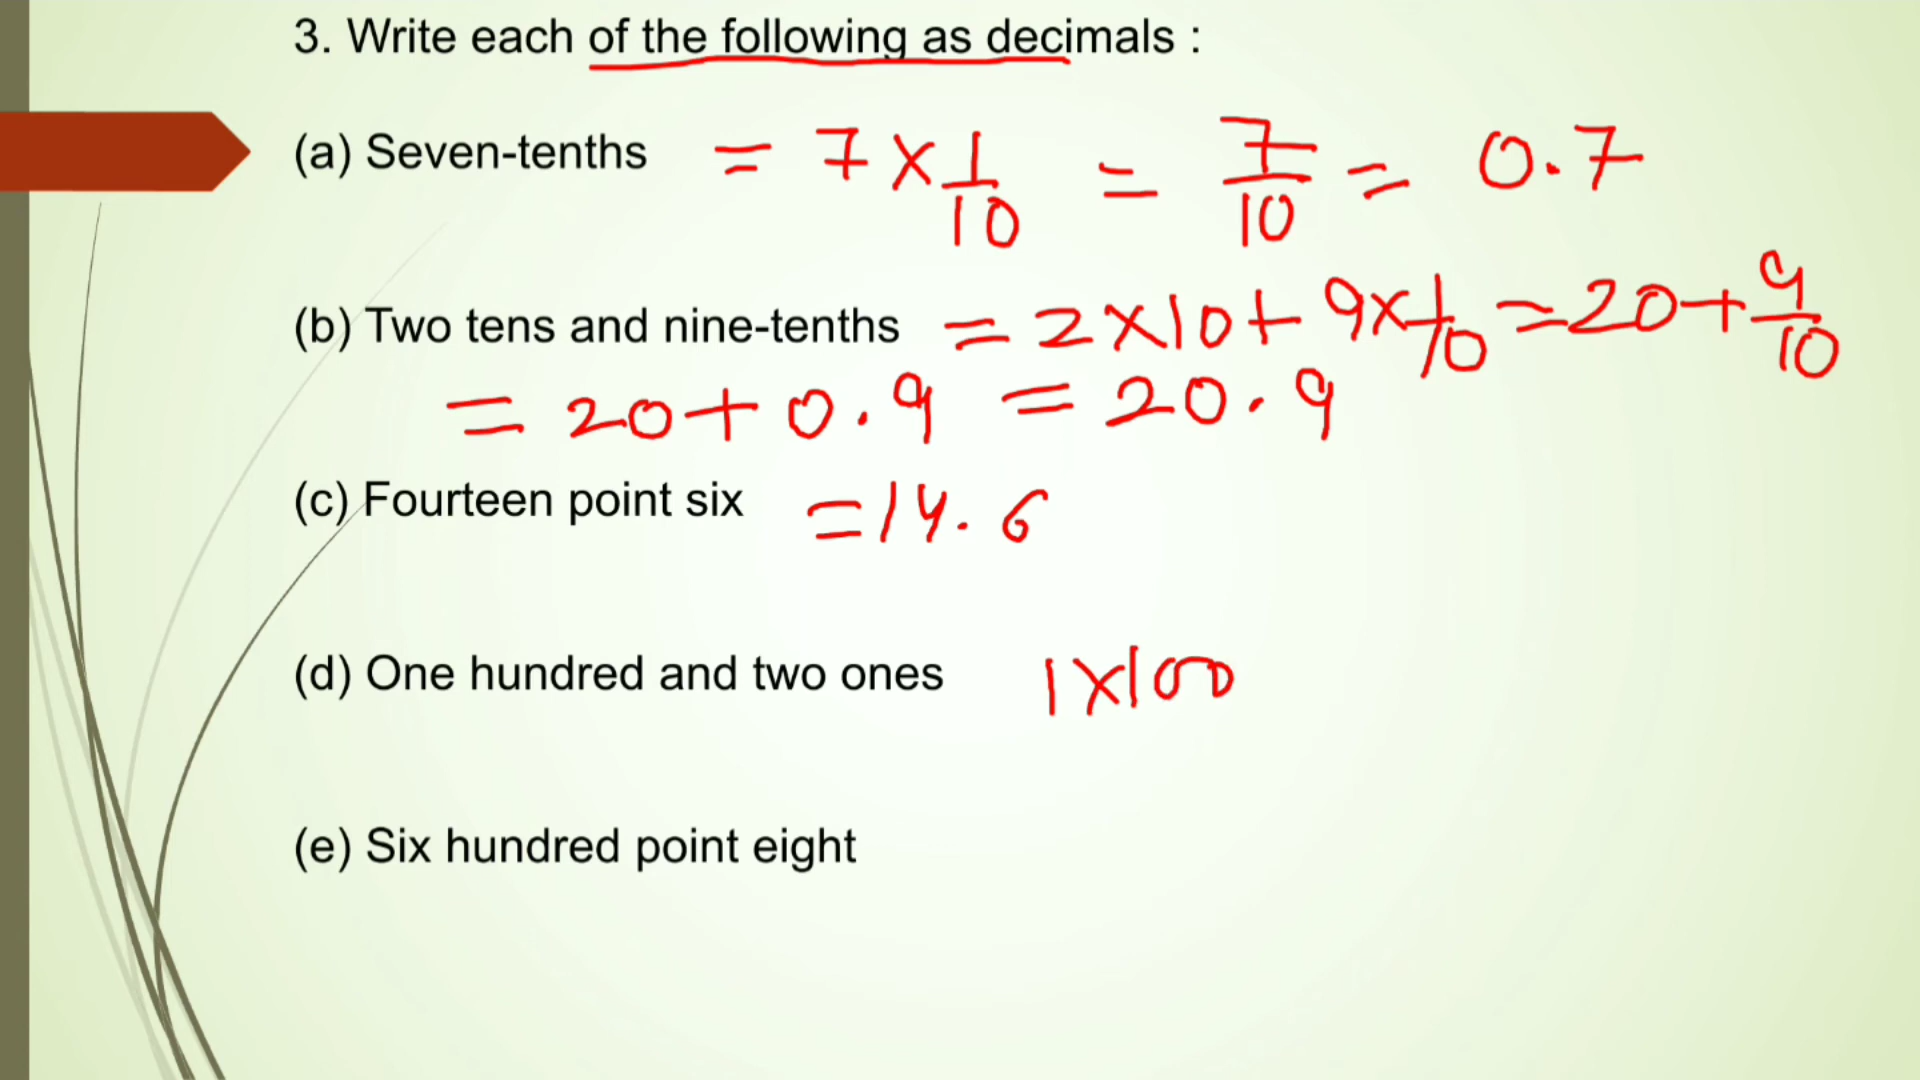 3. Write each of the following as decimals :
(a) Seven-tenths = 7 × 1/10 = 7/10 = 0.7
(b) Two tens and nine-tenths = 2×10 + 9×1/10 = 20 + 9/10
= 20 + 0.9 = 20.9
(c) Fourteen point six = 14.6
(d) One hundred and two ones 1×100
(e) Six hundred point eight